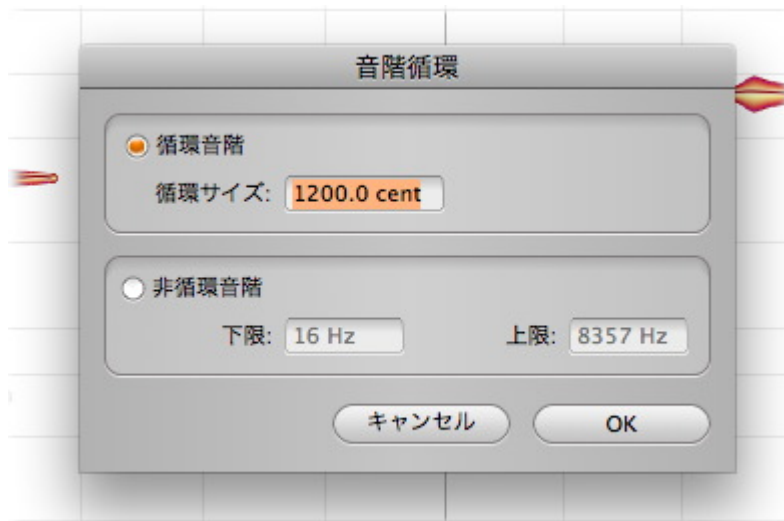 音階循環
循環音階
循環サイズ: 1200.0 cent
非循環音階
下限: 16 Hz 上限: 8357 Hz
キャンセル OK